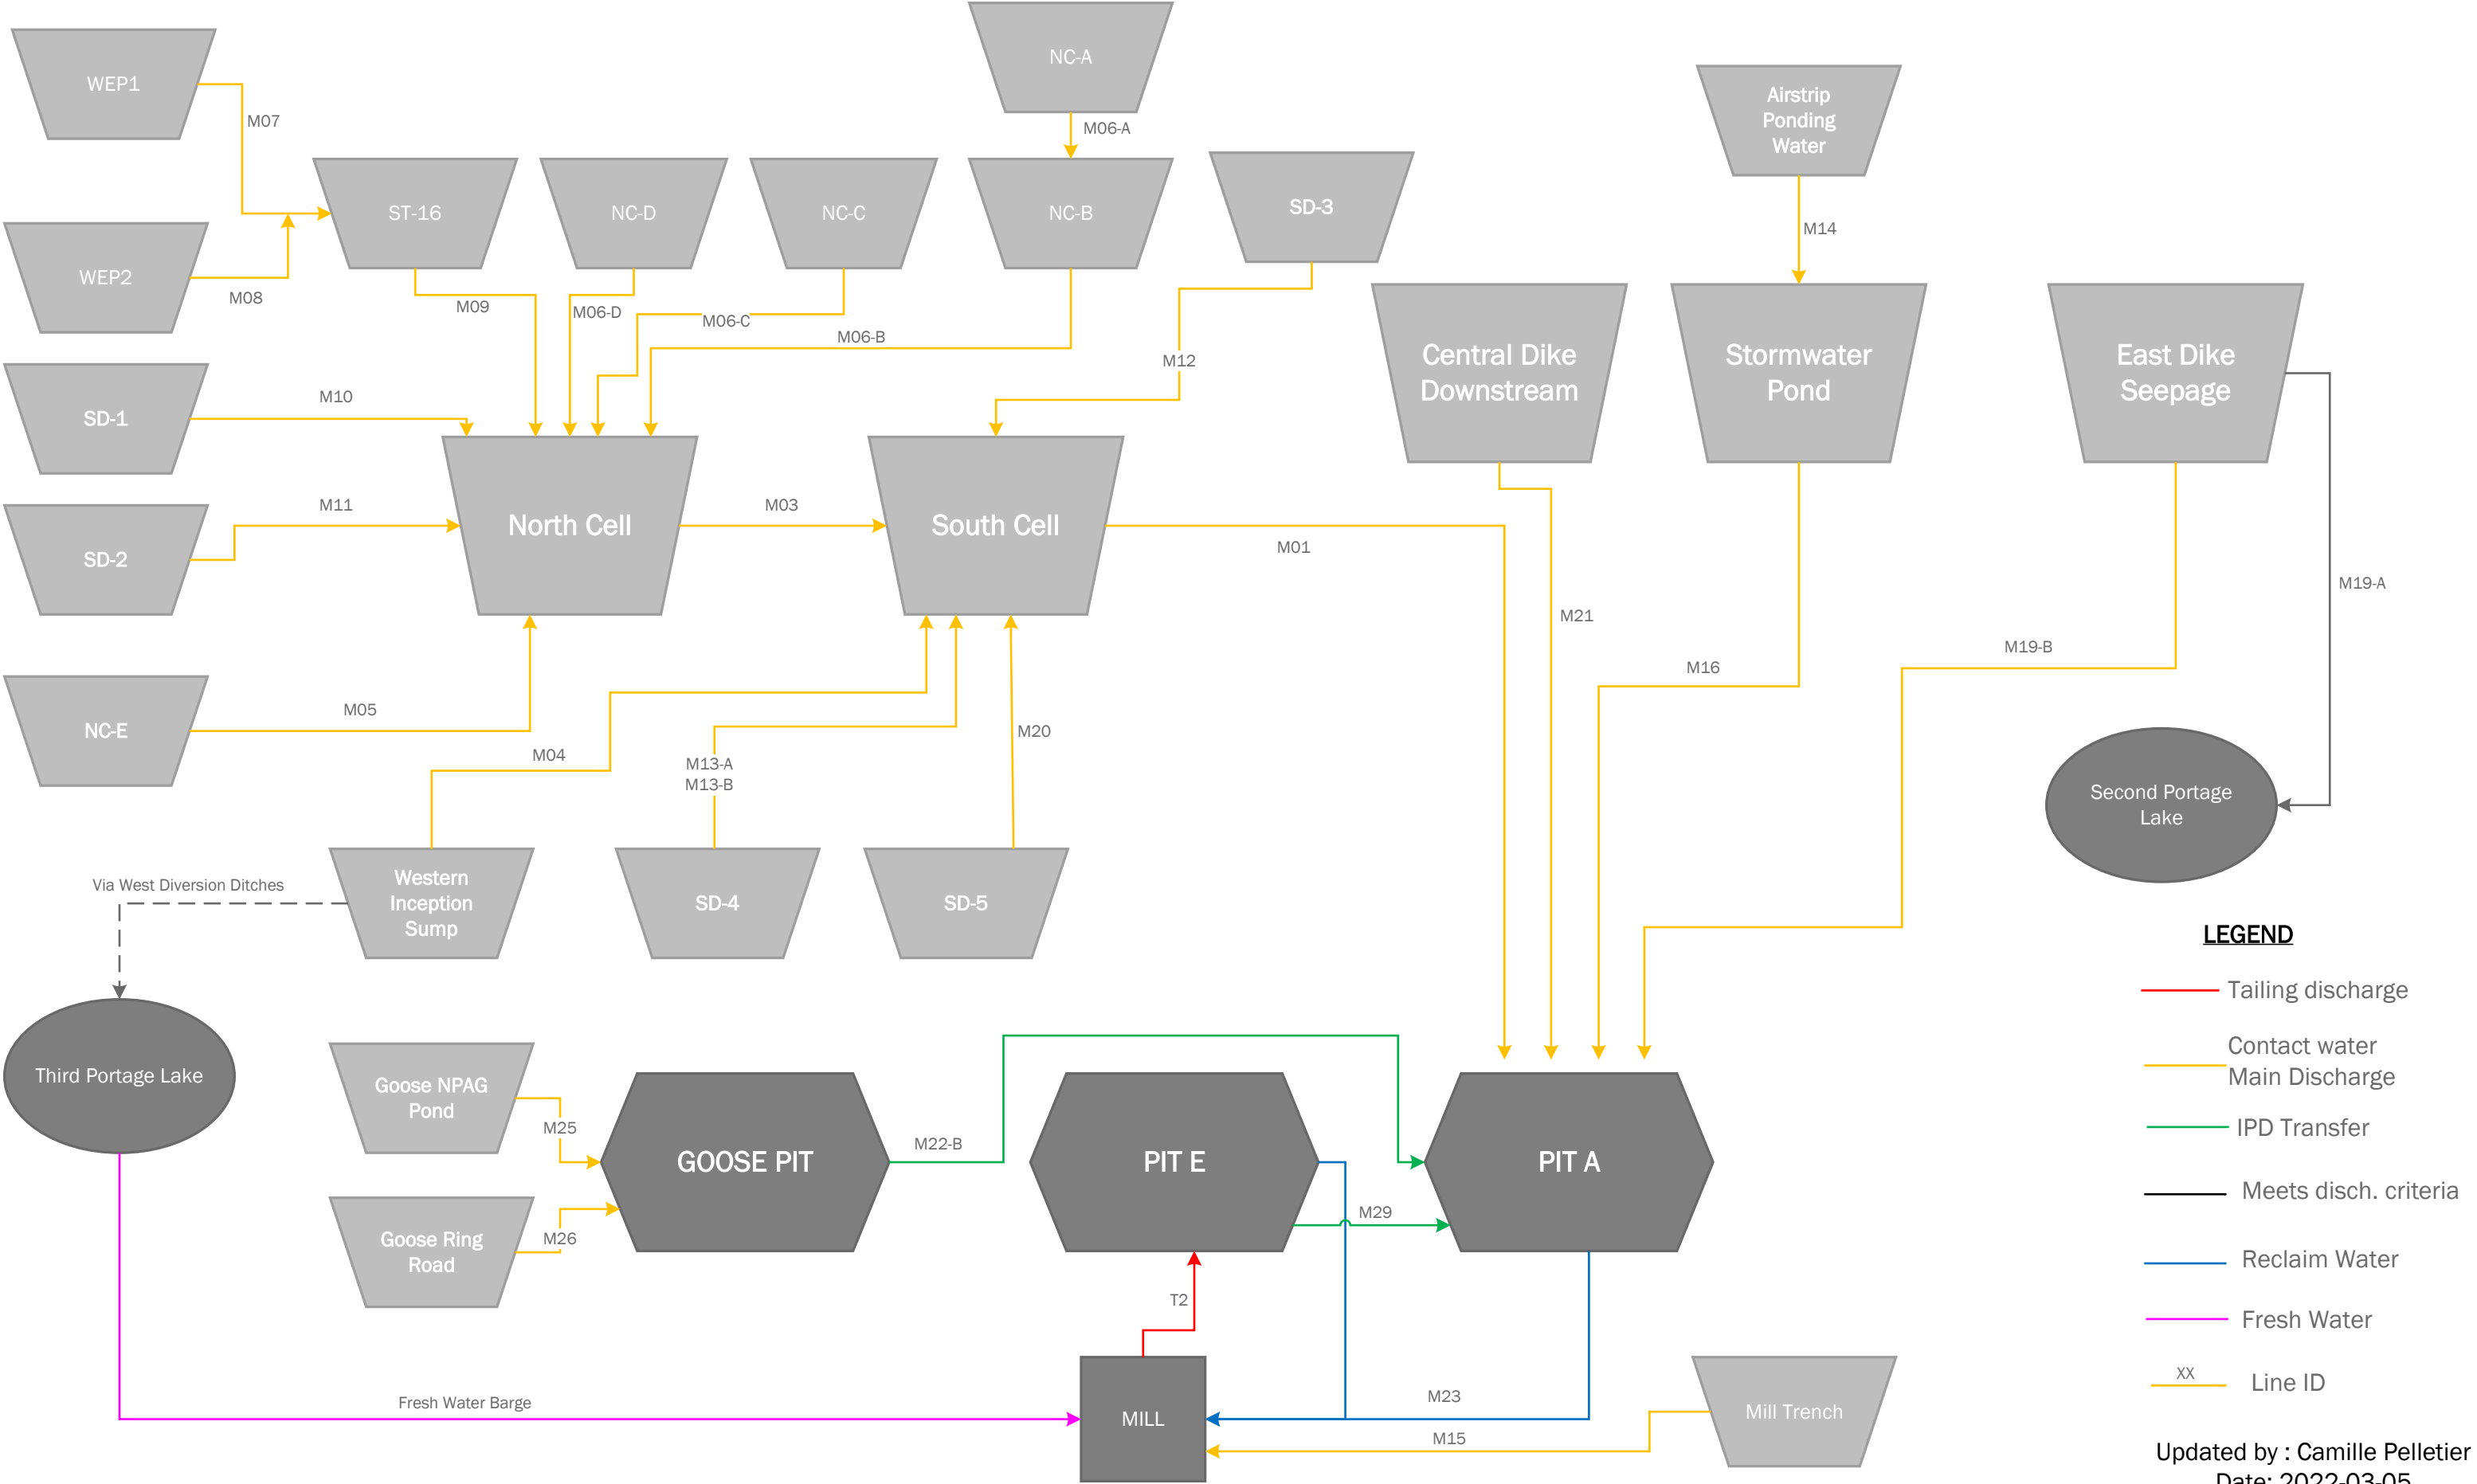 NC-A
WEP1
Airstrip
Ponding
Water
M07
M06-A
ST-16
NC-D
NC-C
NC-B
SD-3
M14
WEP2
M08
M09
M06-D
M06-C
M06-B
M12
Central Dike
Downstream
Stormwater
Pond
East Dike
Seepage
SD-1
M10
SD-2
M11
North Cell
M03
South Cell
M01
M19-A
M21
M19-B
M16
NC-E
M05
M04
M20
M13-A
M13-B
Second Portage
Lake
Via West Diversion Ditches
Western
Inception
Sump
SD-4
SD-5
LEGEND
Tailing discharge
Contact water
Main Discharge
IPD Transfer
Meets disch. criteria
Reclaim Water
Fresh Water
XX
Line ID
Third Portage Lake
Goose NPAG
Pond
M25
GOOSE PIT
M22-B
PIT E
PIT A
M29
Goose Ring
Road
M26
T2
Fresh Water Barge
MILL
M23
M15
Mill Trench
Updated by : Camille Pelletier
Date: 2022-03-05